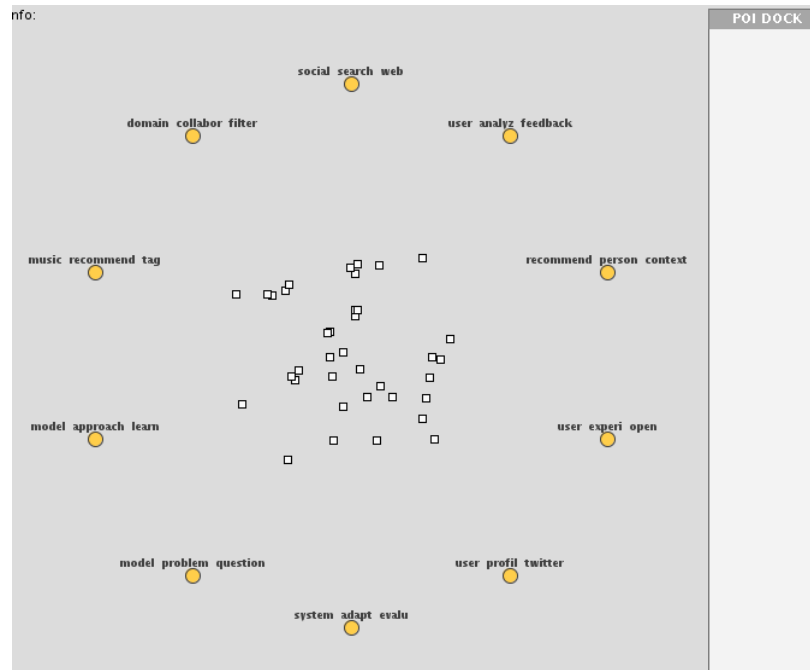 nfo:
POI DOCK
social search web
domain collabor filter
user analyz feedback
music recommend tag
recommend person context
model approach learn
user experi open
model problem question
user profil twitter
system adapt evalu